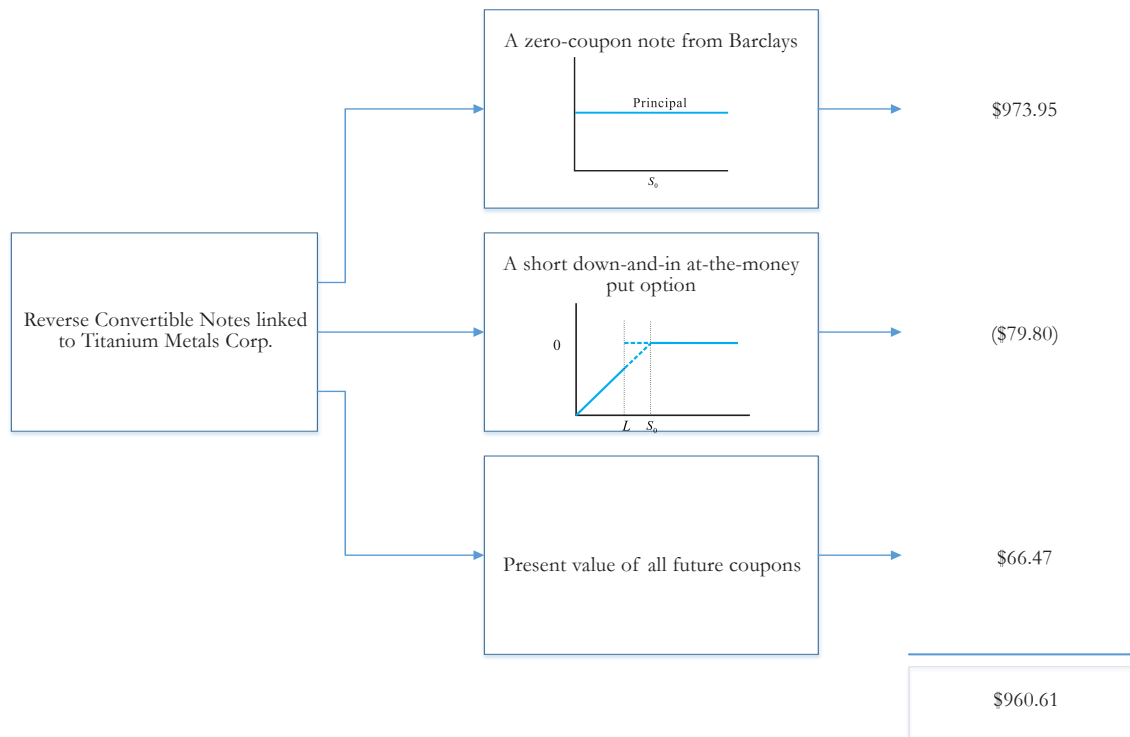 A zero-coupon note from Barclays
Principal
S₀
$973.95
Reverse Convertible Notes linked
to Titanium Metals Corp.
A short down-and-in at-the-money
put option
0
L S₀
($79.80)
Present value of all future coupons
$66.47
$960.61